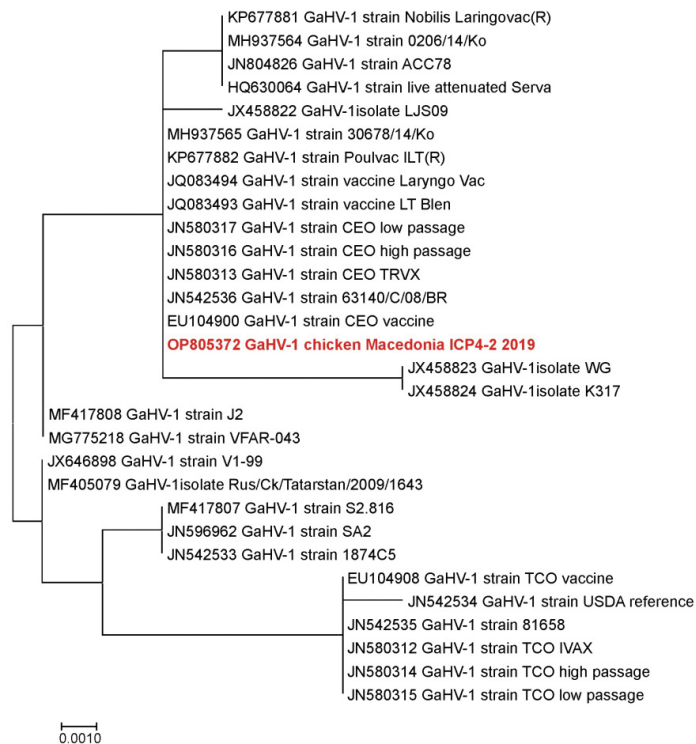 KP677881 GaHV-1 strain Nobilis Laringovac(R)
MH937564 GaHV-1 strain 0206/14/Ko
JN804826 GaHV-1 strain ACC78
HQ630064 GaHV-1 strain live attenuated Serva
JX458822 GaHV-1isolate LJS09
MH937565 GaHV-1 strain 30678/14/Ko
KP677882 GaHV-1 strain Poulvac ILT(R)
JQ083494 GaHV-1 strain vaccine Laryngo Vac
JQ083493 GaHV-1 strain vaccine LT Blen
JN580317 GaHV-1 strain CEO low passage
JN580316 GaHV-1 strain CEO high passage
JN580313 GaHV-1 strain CEO TRVX
JN542536 GaHV-1 strain 63140/C/08/BR
EU104900 GaHV-1 strain CEO vaccine
OP805372 GaHV-1 chicken Macedonia ICP4-2 2019
JX458823 GaHV-1isolate WG
JX458824 GaHV-1isolate K317
MF417808 GaHV-1 strain J2
MG775218 GaHV-1 strain VFAR-043
JX646898 GaHV-1 strain V1-99
MF405079 GaHV-1isolate Rus/Ck/Tatarstan/2009/1643
MF417807 GaHV-1 strain S2.816
JN596962 GaHV-1 strain SA2
JN542533 GaHV-1 strain 1874C5
EU104908 GaHV-1 strain TCO vaccine
JN542534 GaHV-1 strain USDA reference
JN542535 GaHV-1 strain 81658
JN580312 GaHV-1 strain TCO IVAX
JN580314 GaHV-1 strain TCO high passage
JN580315 GaHV-1 strain TCO low passage
0.0010